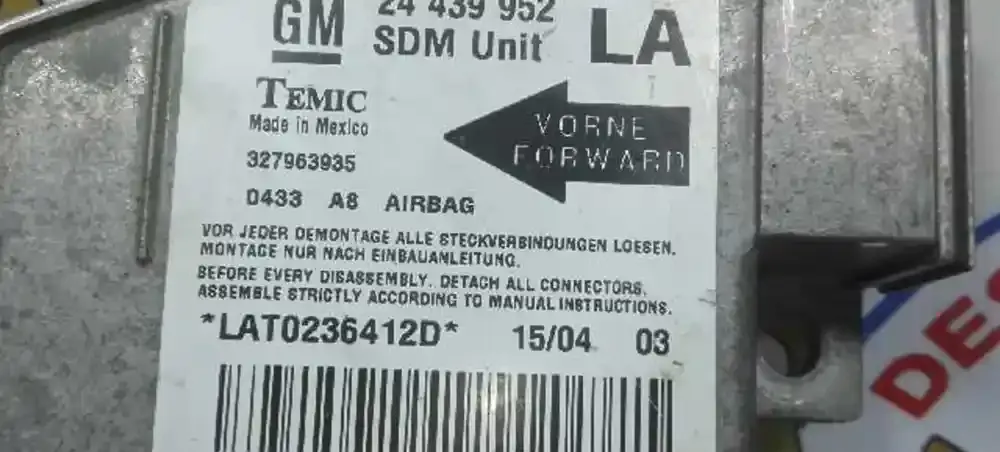 GM 24 439 952 LA
SDM Unit
TEMIC
Made in Mexico
VORNE
FORWARD
327963935
0433 A8 AIRBAG
VOR JEDER DEMONTAGE ALLE STECKVERBINDUNGEN LOESEN.
MONTAGE NUR NACH EINBAUANLEITUNG.
BEFORE EVERY DISASSEMBLY. DETACH ALL CONNECTORS.
ASSEMBLE STRICTLY ACCORDING TO MANUAL INSTRUCTIONS.
*LAT0236412D* 15/04 03
DES